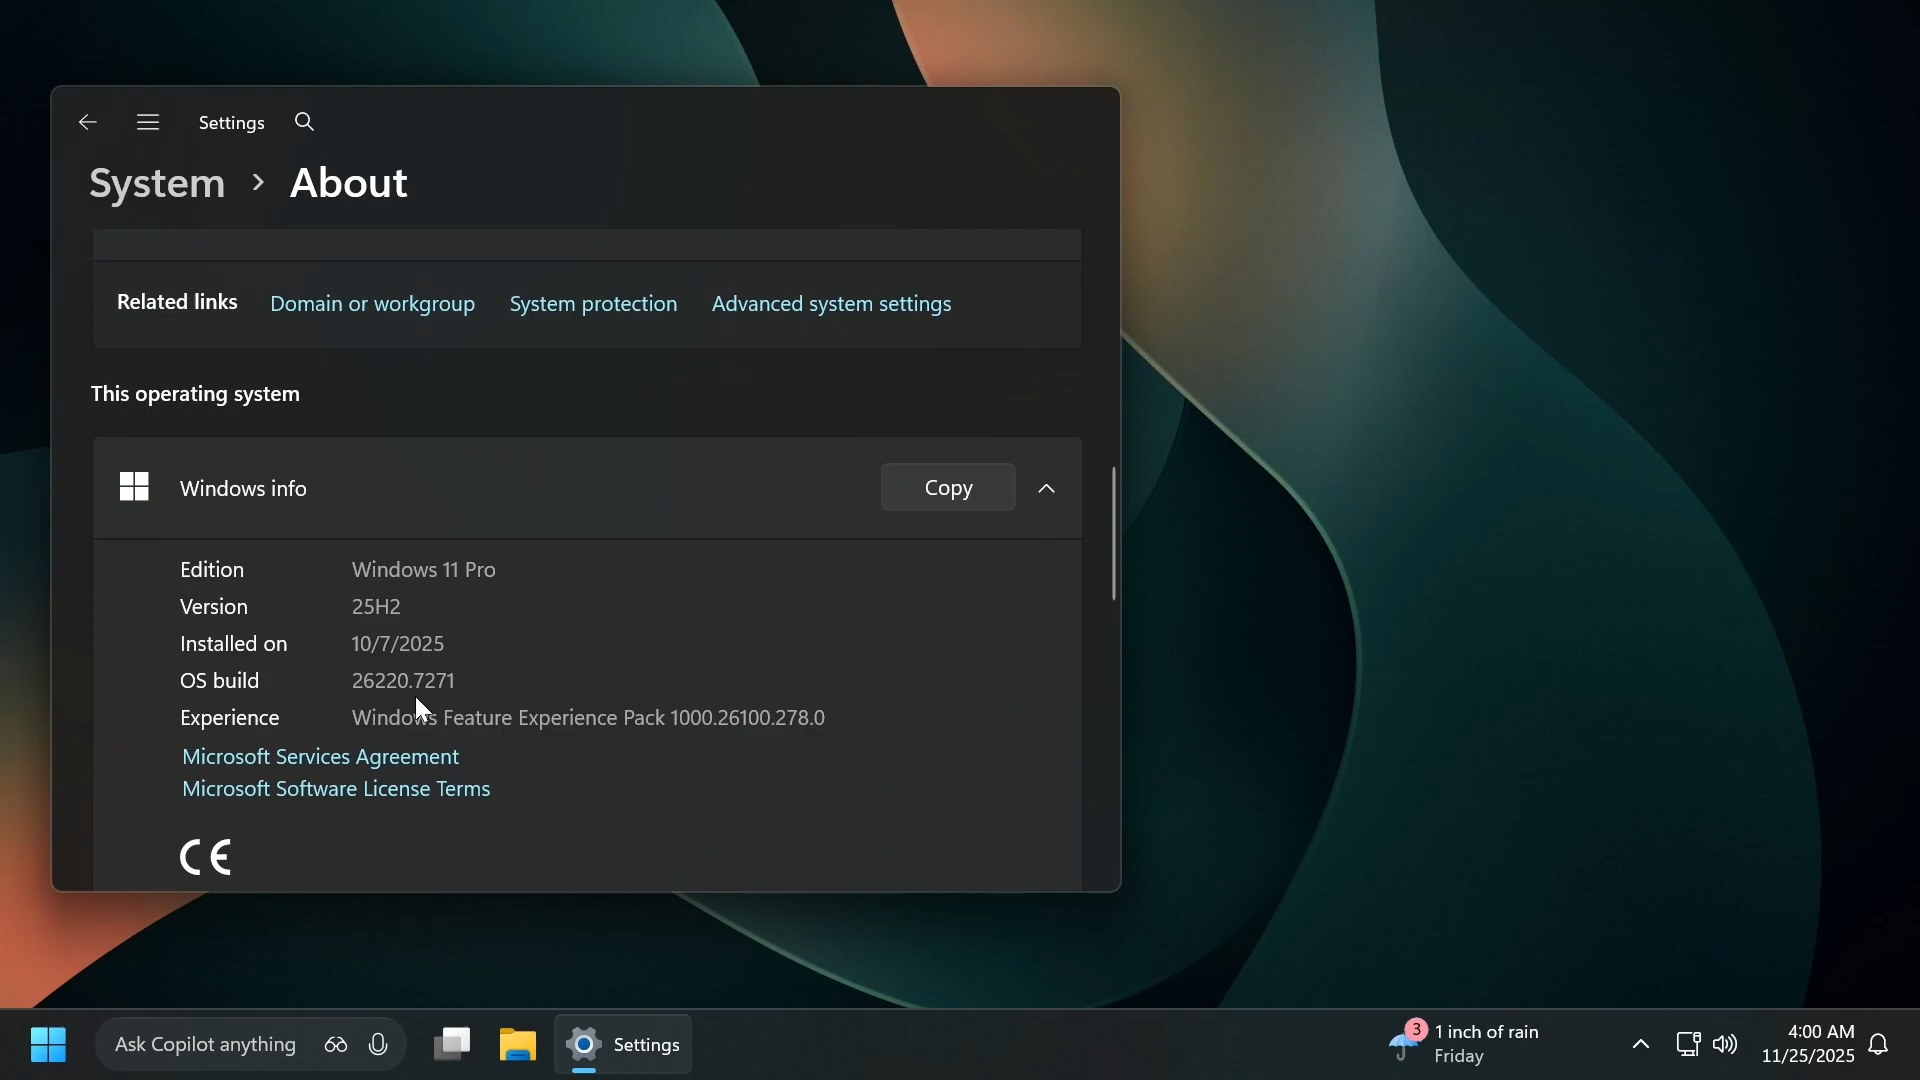 Settings
System > About
Related links Domain or workgroup System protection Advanced system settings
This operating system
Windows info Copy
Edition Windows 11 Pro
Version 25H2
Installed on 10/7/2025
OS build 26220.7271
Experience Windows Feature Experience Pack 1000.26100.278.0
Microsoft Services Agreement
Microsoft Software License Terms
CE
Ask Copilot anything
Settings
3
1 inch of rain
Friday
4:00 AM
11/25/2025